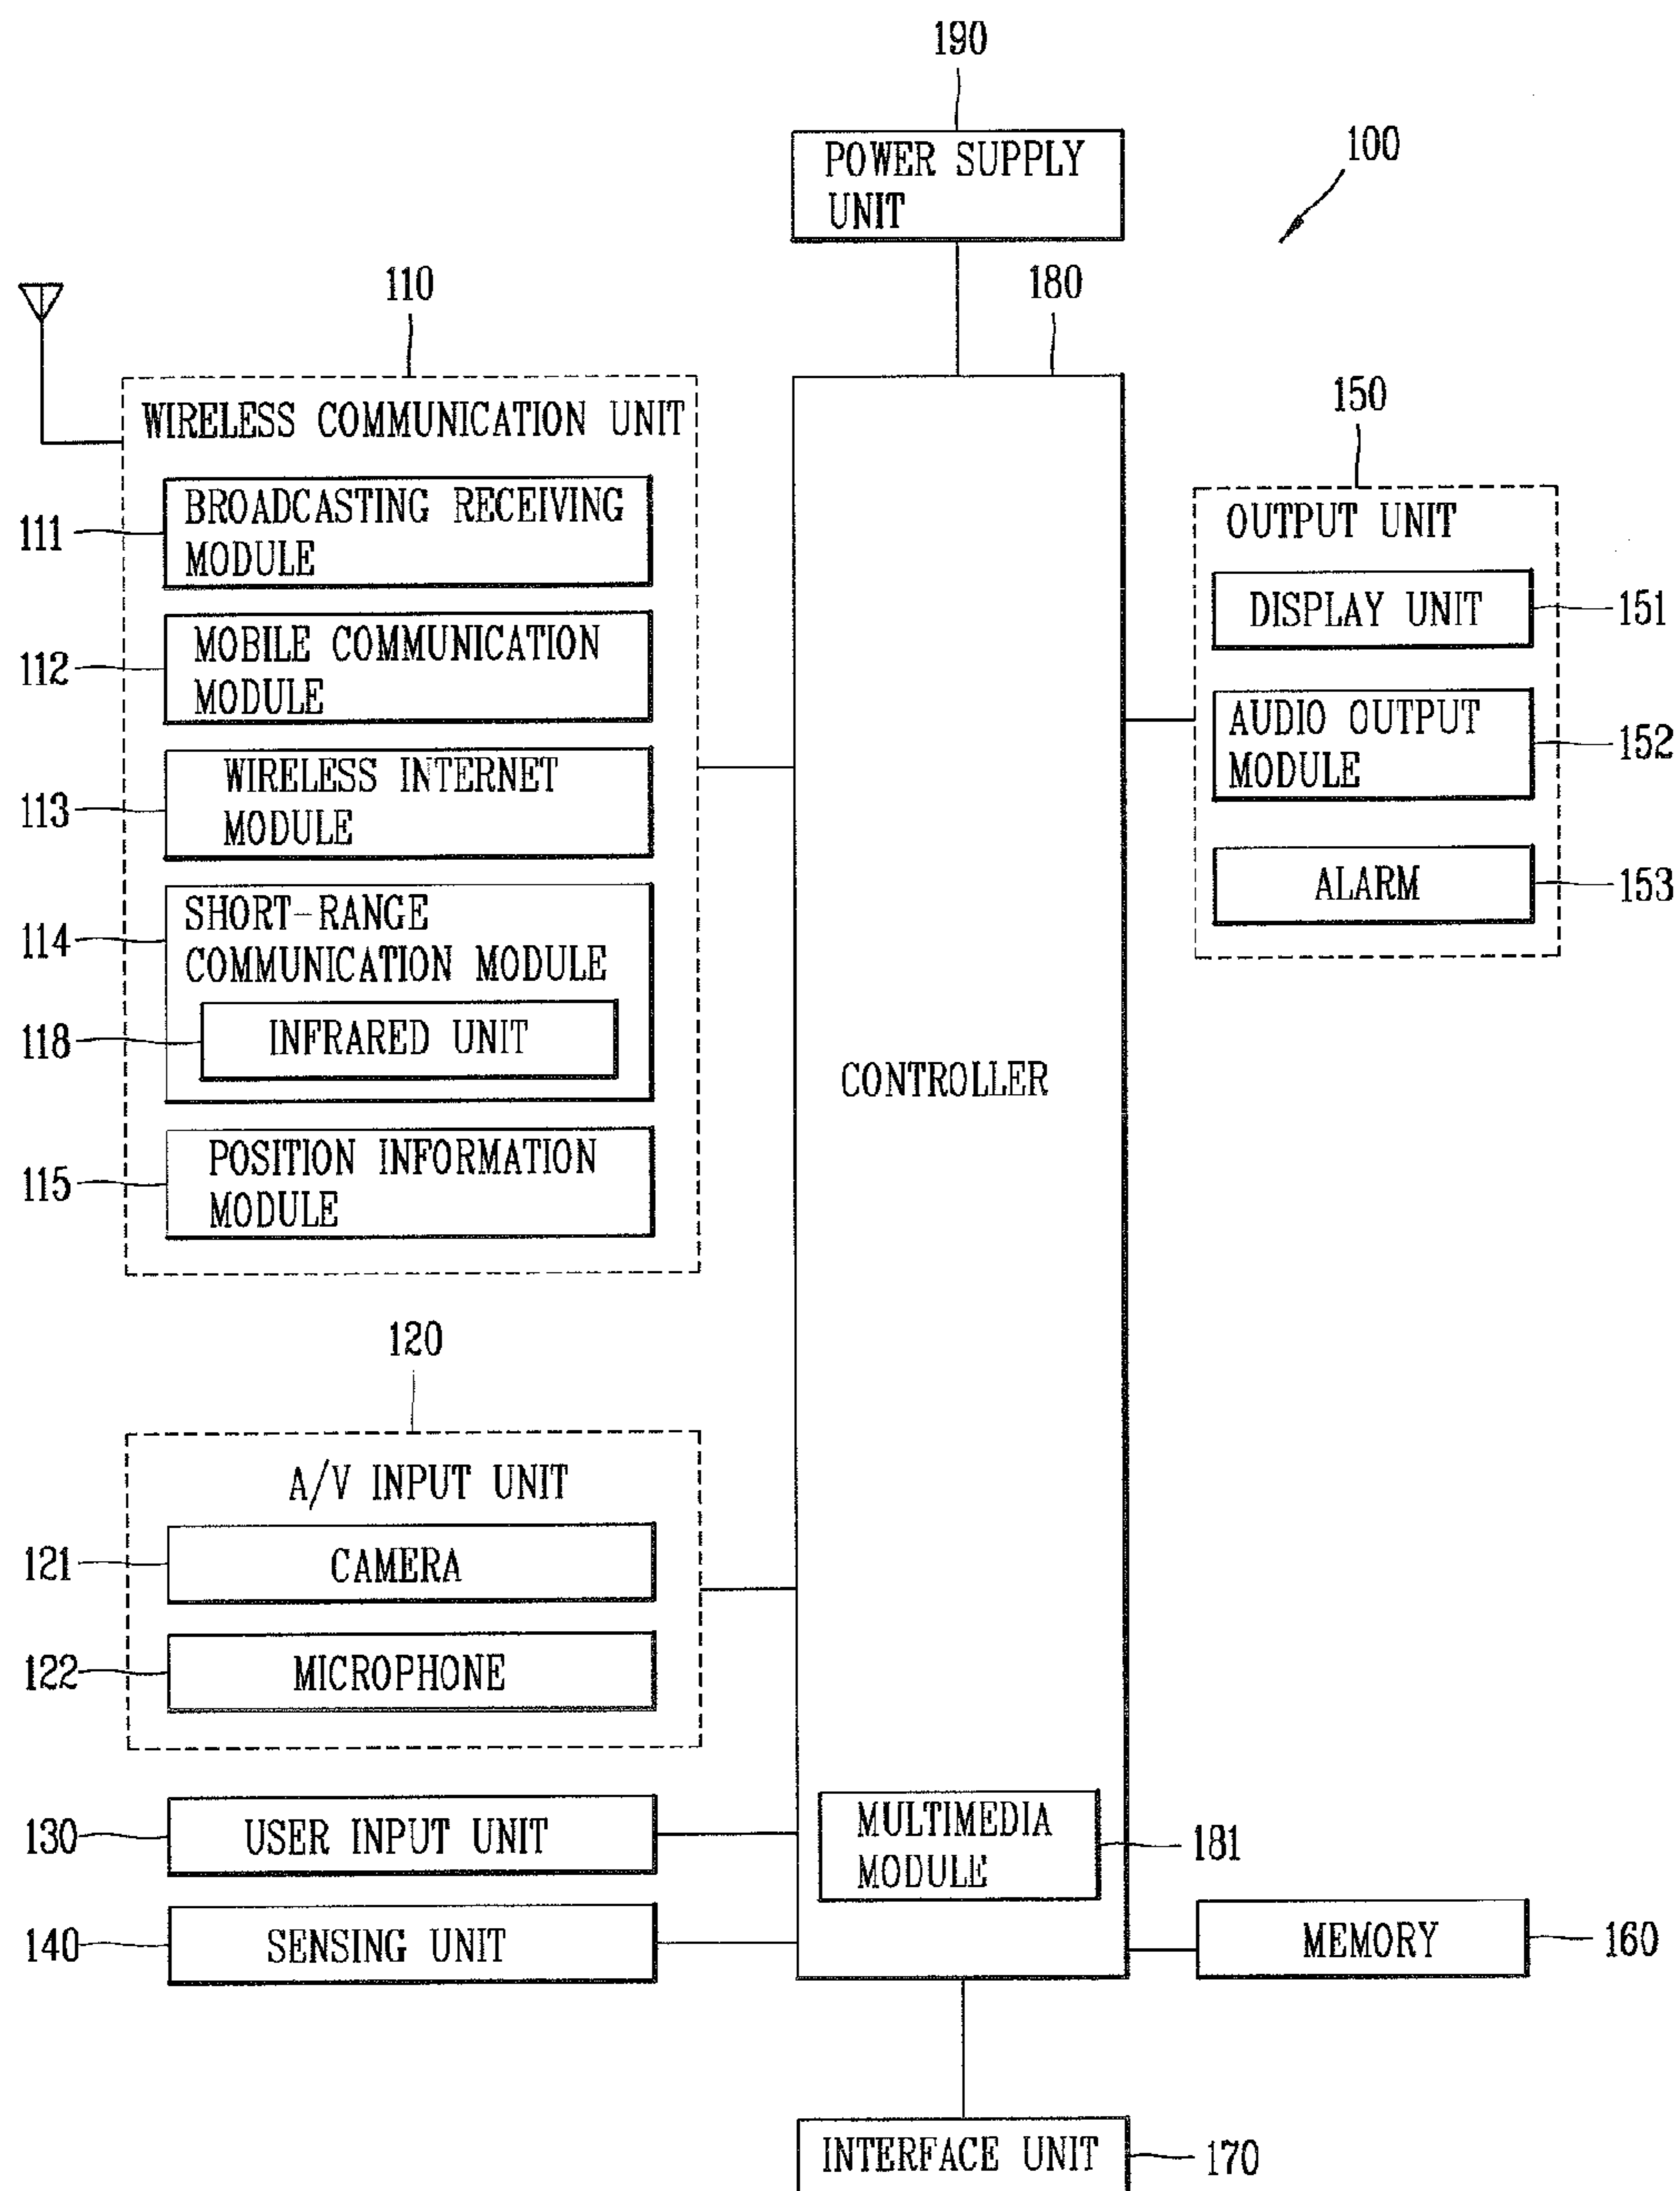 190
POWER SUPPLY
UNIT
100
110
180
WIRELESS COMMUNICATION UNIT
111
BROADCASTING RECEIVING
MODULE
112
MOBILE COMMUNICATION
MODULE
113
WIRELESS INTERNET
MODULE
114
SHORT-RANGE
COMMUNICATION MODULE
118
INFRARED UNIT
115
POSITION INFORMATION
MODULE
150
OUTPUT UNIT
DISPLAY UNIT
151
AUDIO OUTPUT
MODULE
152
ALARM
153
CONTROLLER
120
A/V INPUT UNIT
121
CAMERA
122
MICROPHONE
130
USER INPUT UNIT
140
SENSING UNIT
MULTIMEDIA
MODULE
181
MEMORY
160
INTERFACE UNIT
170